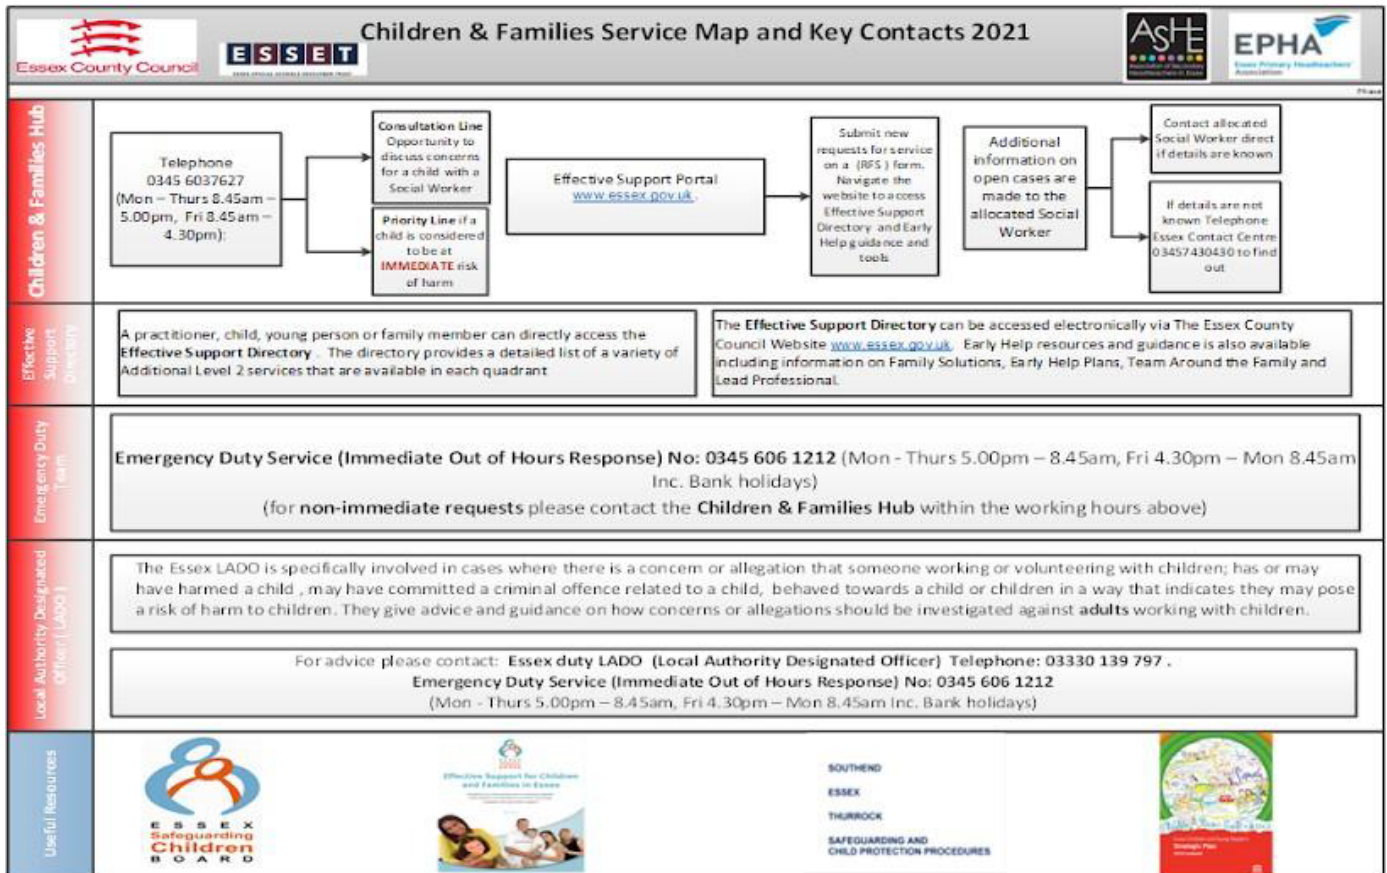 Children & Families Service Map and Key Contacts 2021
Essex County Council
ESSET
ASHE
EPHA
Essex Primary Headteachers'
Association
Phase
Children & Families Hub
Telephone
0345 6037627
(Mon – Thurs 8.45am –
5.00pm, Fri 8.45am –
4.30pm):
Consultation Line
Opportunity to
discuss concerns
for a child with a
Social Worker
Priority Line if a
child is considered
to be at
IMMEDIATE risk
of harm
Effective Support Portal
www.essex.gov.uk .
Submit new
requests for service
on a (RFS ) form.
Navigate the
website to access
Effective Support
Directory and Early
Help guidance and
tools
Additional
information on
open cases are
made to the
allocated Social
Worker
Contact allocated
Social Worker direct
if details are known
If details are not
known Telephone
Essex Contact Centre
03457430430 to find
out
Effective
Support
Directory
A practitioner, child, young person or family member can directly access the
Effective Support Directory . The directory provides a detailed list of a variety of
Additional Level 2 services that are available in each quadrant
The Effective Support Directory can be accessed electronically via The Essex County
Council Website www.essex.gov.uk. Early Help resources and guidance is also available
including information on Family Solutions, Early Help Plans, Team Around the Family and
Lead Professional.
Emergency Duty
Team
Emergency Duty Service (Immediate Out of Hours Response) No: 0345 606 1212 (Mon - Thurs 5.00pm – 8.45am, Fri 4.30pm – Mon 8.45am
Inc. Bank holidays)
(for non-immediate requests please contact the Children & Families Hub within the working hours above)
Local Authority Designated
Officer ( LADO )
The Essex LADO is specifically involved in cases where there is a concern or allegation that someone working or volunteering with children; has or may
have harmed a child , may have committed a criminal offence related to a child, behaved towards a child or children in a way that indicates they may pose
a risk of harm to children. They give advice and guidance on how concerns or allegations should be investigated against adults working with children.
For advice please contact: Essex duty LADO (Local Authority Designated Officer) Telephone: 03330 139 797 .
Emergency Duty Service (Immediate Out of Hours Response) No: 0345 606 1212
(Mon - Thurs 5.00pm – 8.45am, Fri 4.30pm – Mon 8.45am Inc. Bank holidays)
Useful Resources
ESSEX
Safeguarding
Children
BOARD
Effective Support for Children
and Families in Essex
SOUTHEND
ESSEX
THURROCK
SAFEGUARDING AND
CHILD PROTECTION PROCEDURES
Strategic Plan